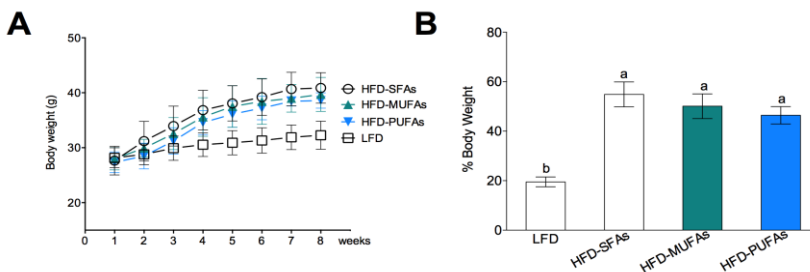 A
Body weight (g)
50
40
30
20
0 1 2 3 4 5 6 7 8 weeks
HFD-SFAs
HFD-MUFAs
HFD-PUFAs
LFD
B
% Body Weight
80
60
40
20
0
b
a
a
a
LFD
HFD-SFAs
HFD-MUFAs
HFD-PUFAs